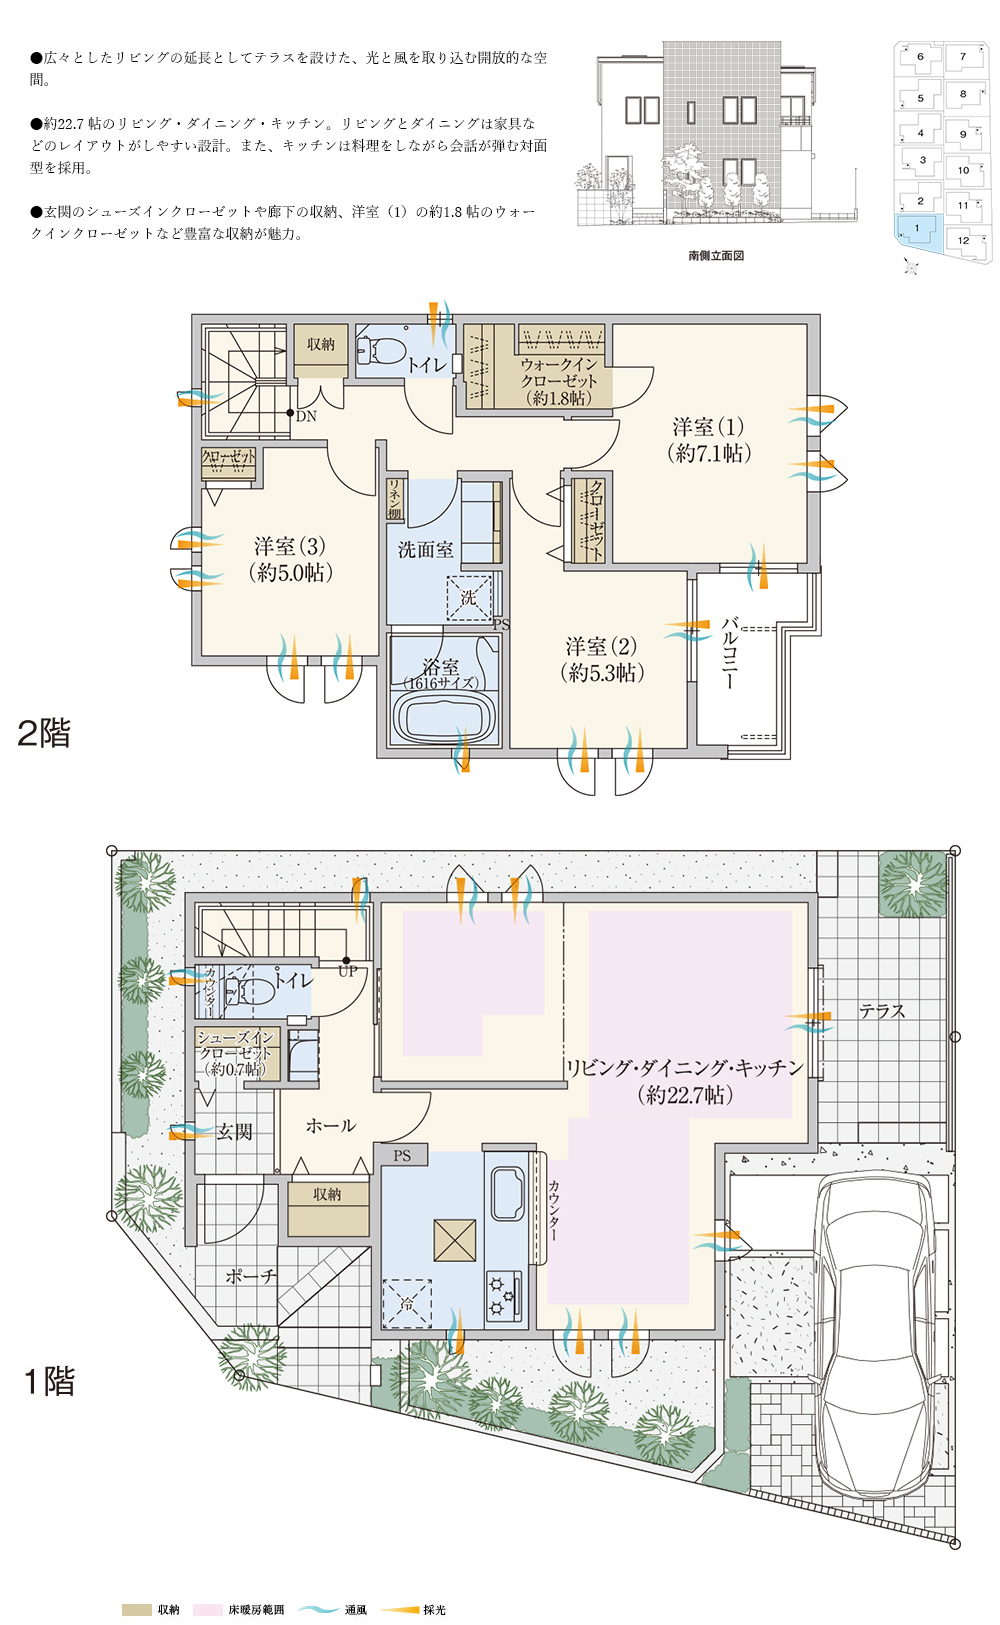 ●広々としたリビングの延長としてテラスを設けた、光と風を取り込む開放的な空
間。
●約22.7 帖のリビング・ダイニング・キッチン。リビングとダイニングは家具な
どのレイアウトがしやすい設計。また、キッチンは料理をしながら会話が弾む対面
型を採用。
●玄関のシューズインクローゼットや廊下の収納、洋室（1）の約1.8 帖のウォー
クインクローゼットなど豊富な収納が魅力。
南側立面図
6
7
5
8
4
9
3
10
2
11
1
12
収納
トイレ
ウォークイン
クローゼット
（約1.8帖）
DN
洋室（1）
（約7.1帖）
クローゼット
リネン棚
クローゼット
洋室（3）
（約5.0帖）
洗面室
洗
PS
バルコニー
洋室（2）
（約5.3帖）
浴室
（1616サイズ）
2階
UP
カウンター
トイレ
テラス
シューズイン
クローゼット
（約0.7帖）
リビング・ダイニング・キッチン
（約22.7帖）
玄関
ホール
PS
収納
カウンター
ポーチ
冷
1階
収納
床暖房範囲
通風
採光